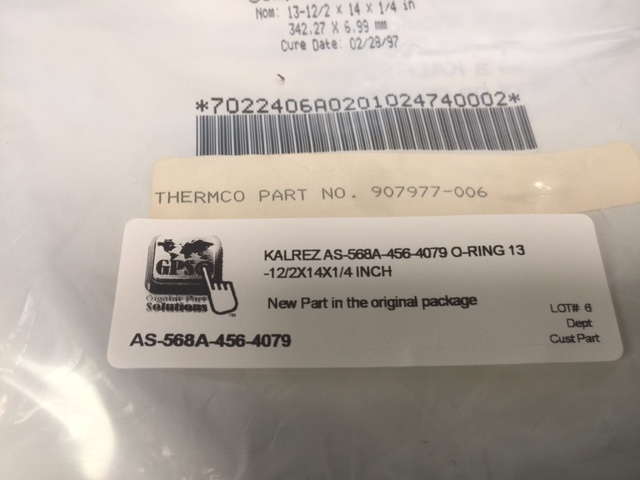 Nom: 13-12/2 x 14 x 1/4 in
342.27 X 6.99 mm
Cure Date: 02/28/97
*7022406A0201024740002*
THERMCO PART NO. 907977-006
GPS
Solutions
KALREZ AS-568A-456-4079 O-RING 13
-12/2X14X1/4 INCH
New Part in the original package
AS-568A-456-4079
LOT# 6
Dept
Cust Part